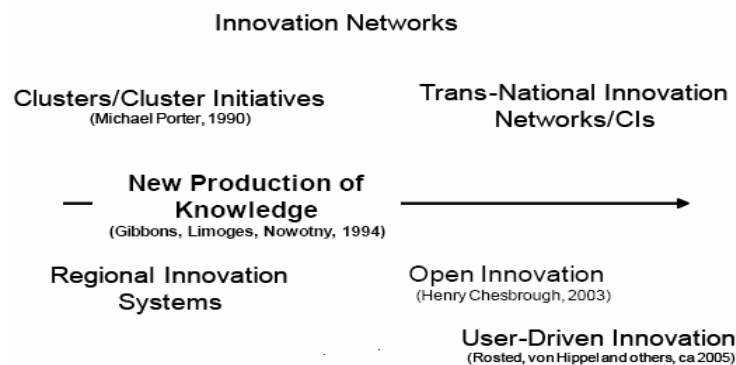 Innovation Networks
Clusters/Cluster Initiatives
(Michael Porter, 1990)
Trans-National Innovation
Networks/CIs
New Production of
Knowledge
(Gibbons, Limoges, Nowotny, 1994)
Regional Innovation
Systems
Open Innovation
(Henry Chesbrough, 2003)
User-Driven Innovation
(Rosted, von Hippel and others, ca 2005)